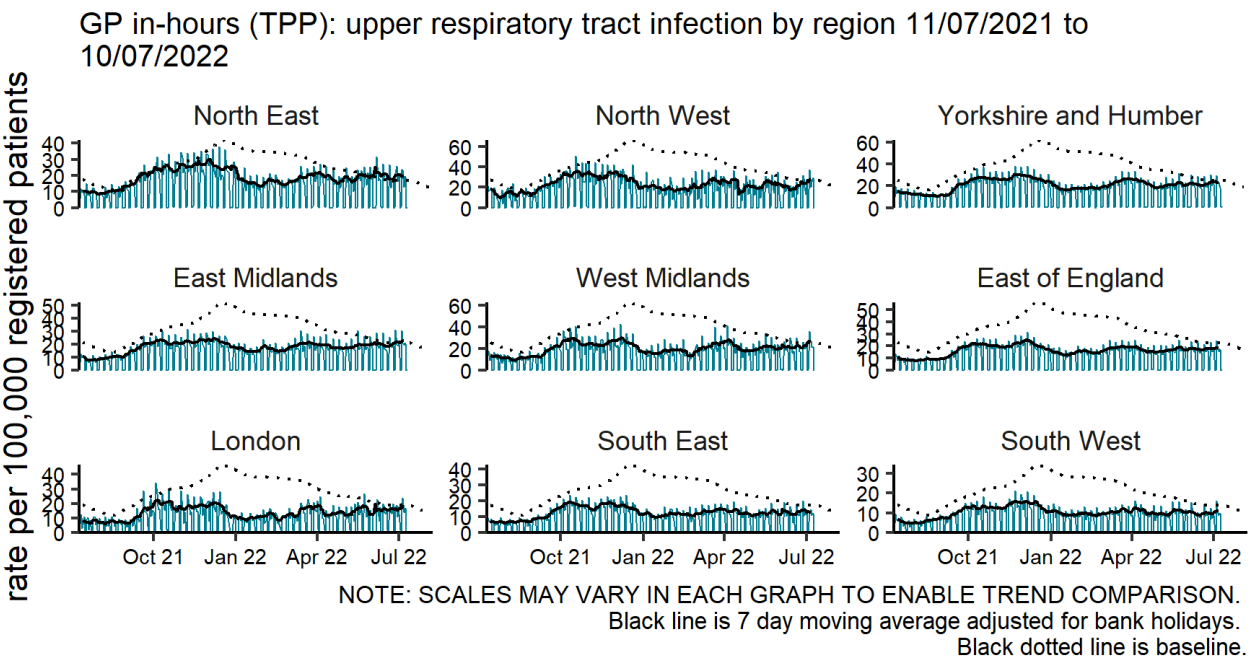 GP in-hours (TPP): upper respiratory tract infection by region 11/07/2021 to
10/07/2022
rate per 100,000 registered patients
North East
North West
Yorkshire and Humber
40
30
20
10
0
60
40
20
0
60
40
20
0
East Midlands
West Midlands
East of England
50
40
30
20
10
0
60
40
20
0
50
40
30
20
10
0
London
South East
South West
40
30
20
10
0
40
30
20
10
0
30
20
10
0
Oct 21 Jan 22 Apr 22 Jul 22
Oct 21 Jan 22 Apr 22 Jul 22
Oct 21 Jan 22 Apr 22 Jul 22
NOTE: SCALES MAY VARY IN EACH GRAPH TO ENABLE TREND COMPARISON.
Black line is 7 day moving average adjusted for bank holidays.
Black dotted line is baseline.